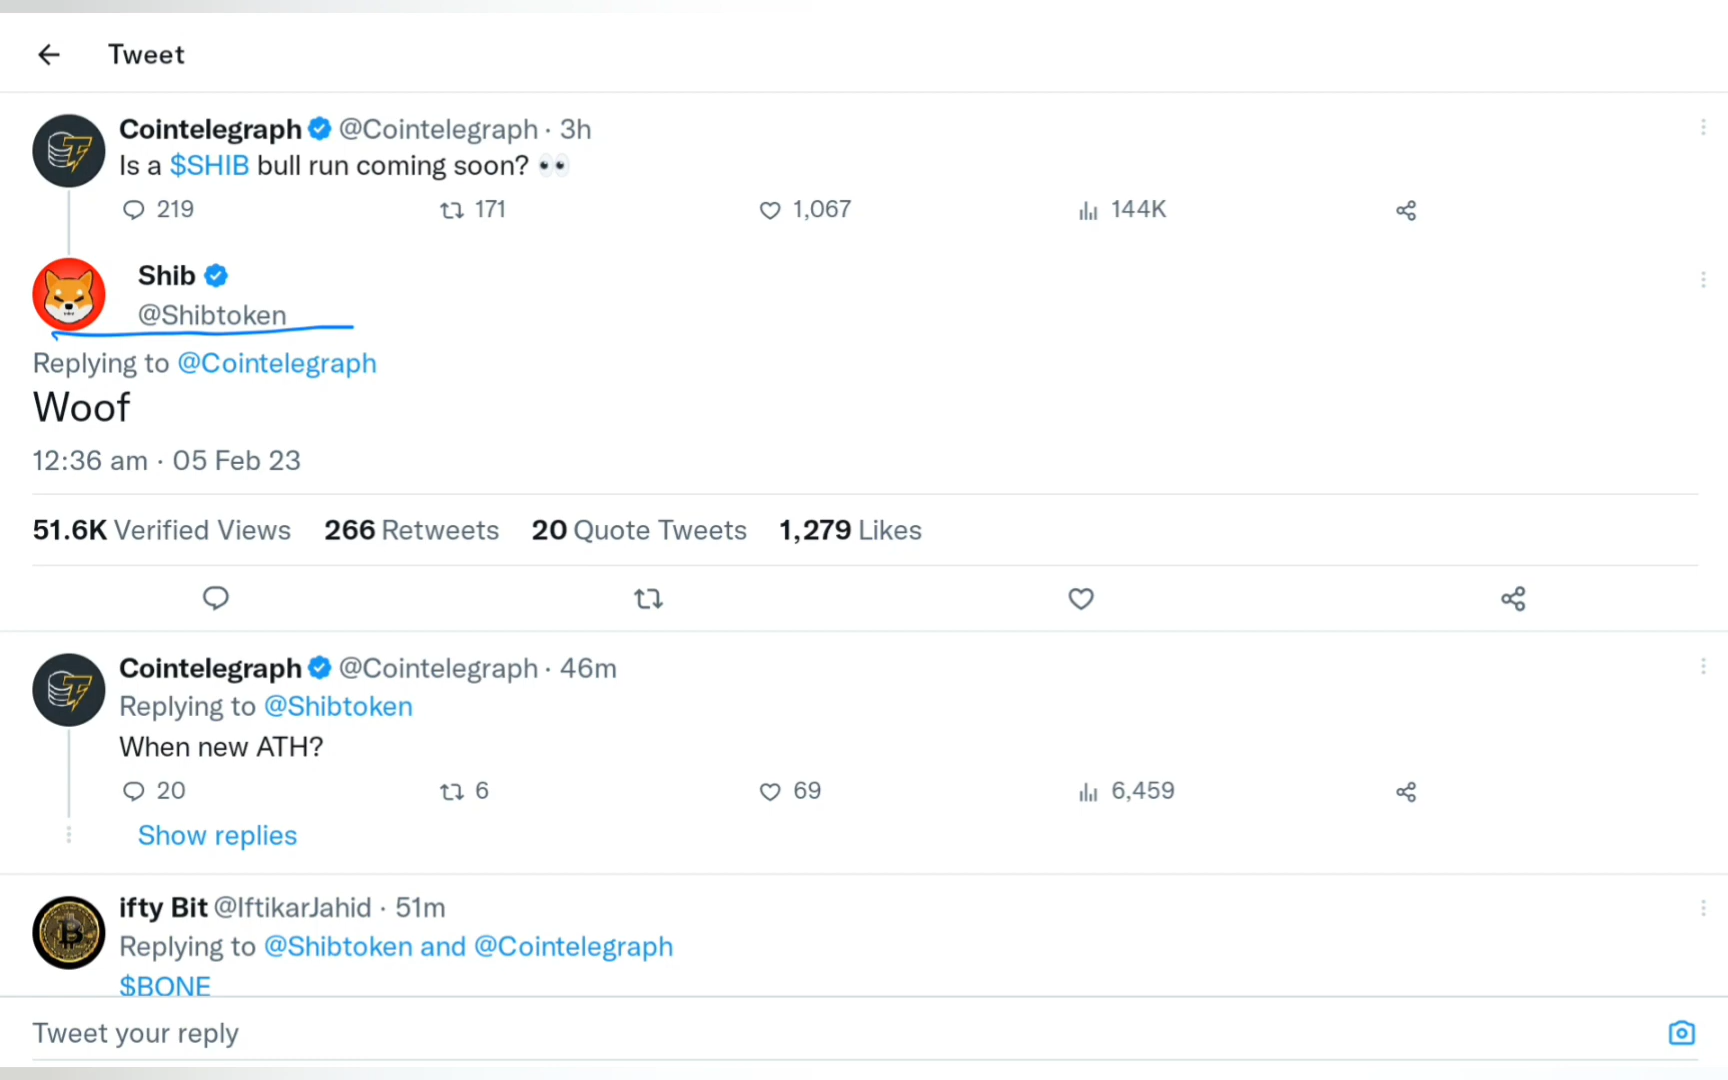 Tweet
Cointelegraph @Cointelegraph · 3h
Is a $SHIB bull run coming soon? 👀
219 171 1,067 144K
Shib
@Shibtoken
Replying to @Cointelegraph
Woof
12:36 am · 05 Feb 23
51.6K Verified Views 266 Retweets 20 Quote Tweets 1,279 Likes
Cointelegraph @Cointelegraph · 46m
Replying to @Shibtoken
When new ATH?
20 6 69 6,459
Show replies
ifty Bit @IftikarJahid · 51m
Replying to @Shibtoken and @Cointelegraph
$BONE
Tweet your reply